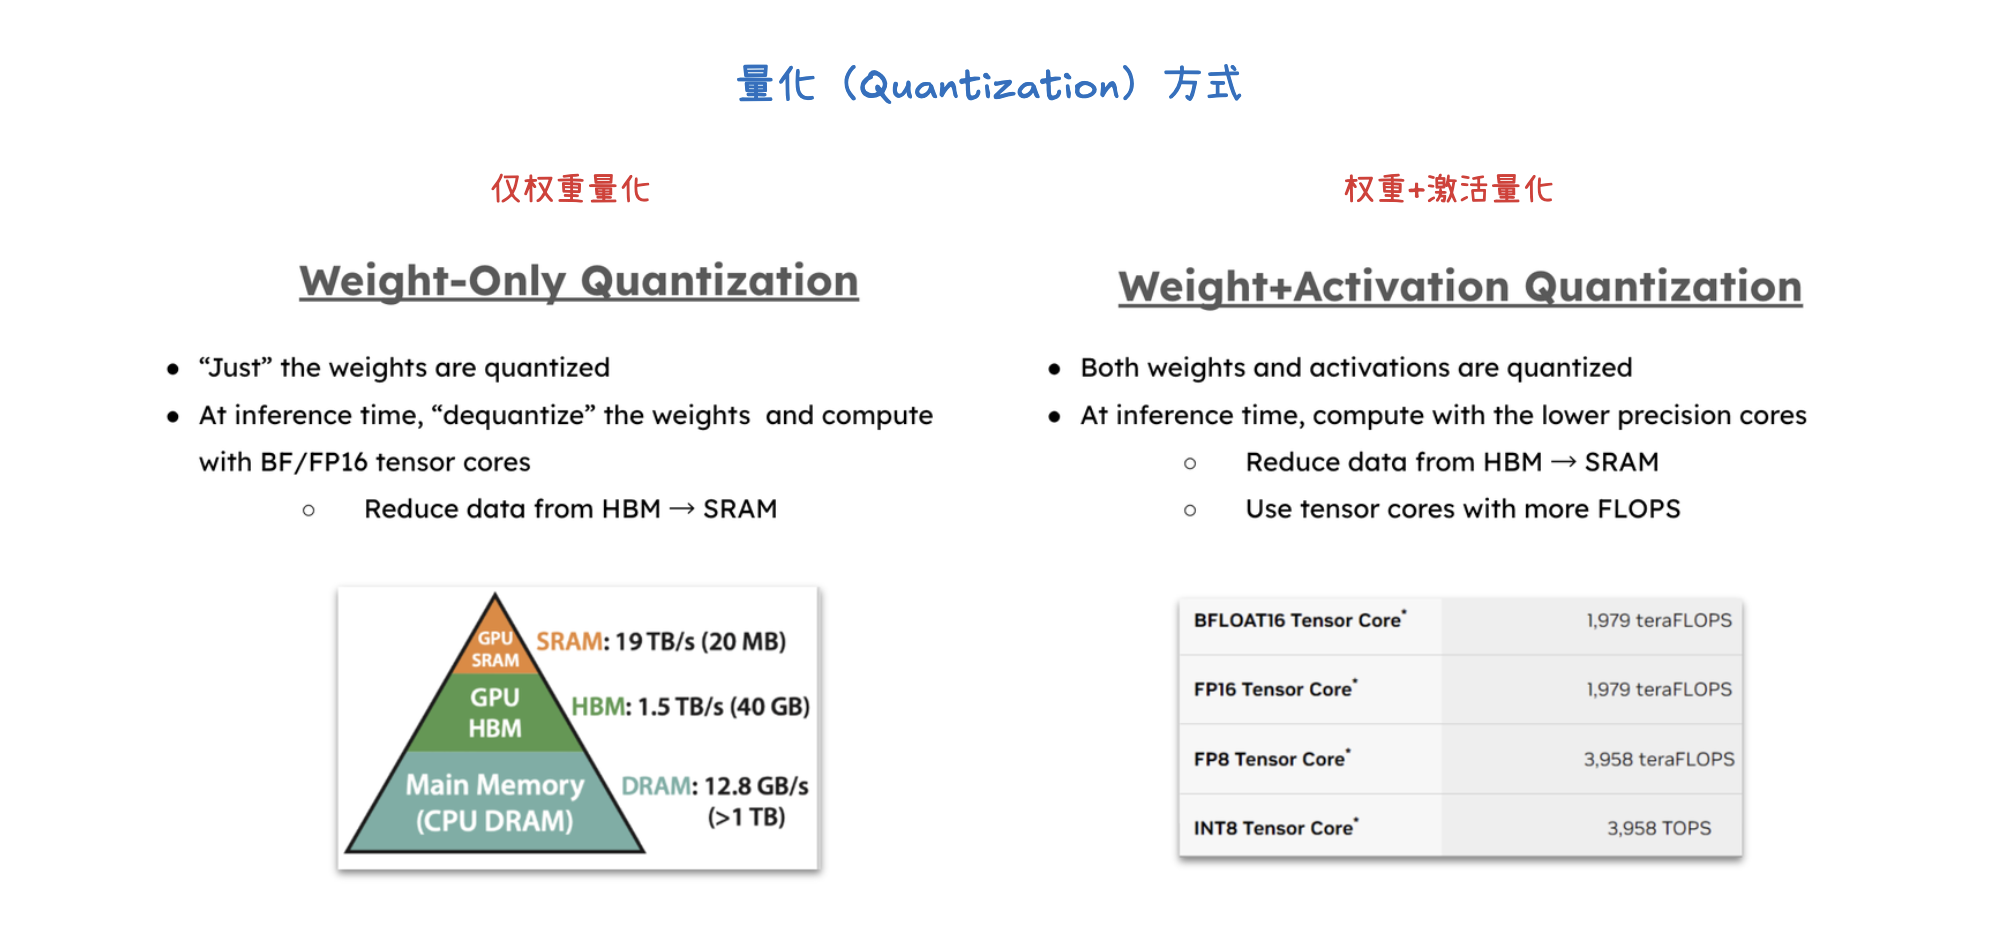 量化（Quantization）方式
仅权重量化
Weight-Only Quantization
● “Just” the weights are quantized
● At inference time, “dequantize” the weights and compute
with BF/FP16 tensor cores
○ Reduce data from HBM → SRAM
GPU
SRAM
SRAM: 19 TB/s (20 MB)
GPU
HBM
HBM: 1.5 TB/s (40 GB)
Main Memory
(CPU DRAM)
DRAM: 12.8 GB/s
(>1 TB)
权重+激活量化
Weight+Activation Quantization
● Both weights and activations are quantized
● At inference time, compute with the lower precision cores
○ Reduce data from HBM → SRAM
○ Use tensor cores with more FLOPS
BFLOAT16 Tensor Core* 1,979 teraFLOPS
FP16 Tensor Core* 1,979 teraFLOPS
FP8 Tensor Core* 3,958 teraFLOPS
INT8 Tensor Core* 3,958 TOPS